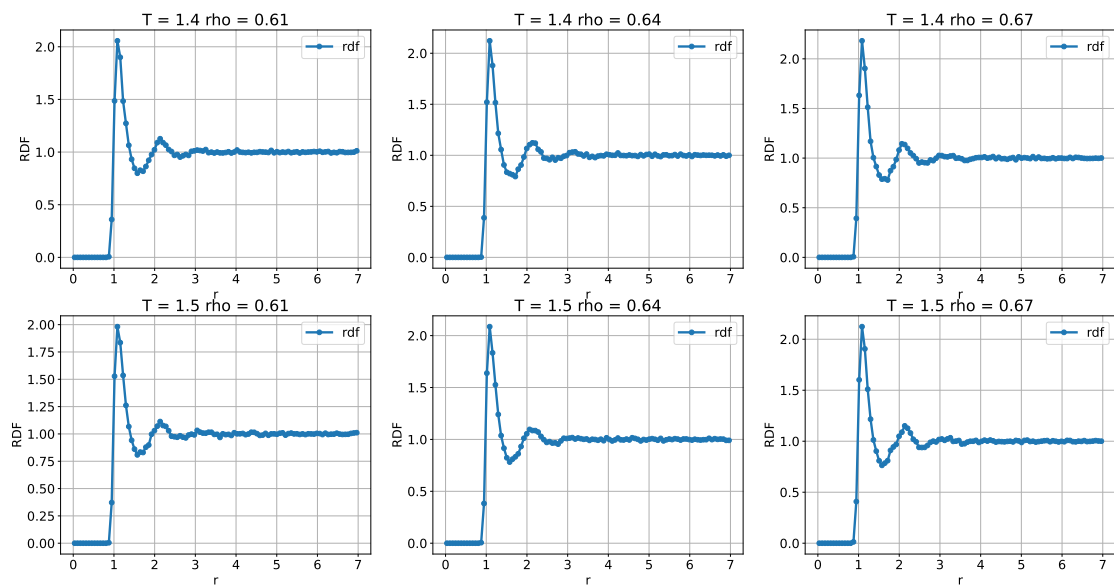 T = 1.4 rho = 0.61
T = 1.4 rho = 0.64
T = 1.4 rho = 0.67
rdf
rdf
rdf
RDF
2.0
1.5
1.0
0.5
0.0
RDF
2.0
1.5
1.0
0.5
0.0
RDF
2.0
1.5
1.0
0.5
0.0
0 1 2 3 4 5 6 7
0 1 2 3 4 5 6 7
0 1 2 3 4 5 6 7
r
r
r
T = 1.5 rho = 0.61
T = 1.5 rho = 0.64
T = 1.5 rho = 0.67
rdf
rdf
rdf
RDF
2.00
1.75
1.50
1.25
1.00
0.75
0.50
0.25
0.00
RDF
2.0
1.5
1.0
0.5
0.0
RDF
2.0
1.5
1.0
0.5
0.0
0 1 2 3 4 5 6 7
0 1 2 3 4 5 6 7
0 1 2 3 4 5 6 7
r
r
r